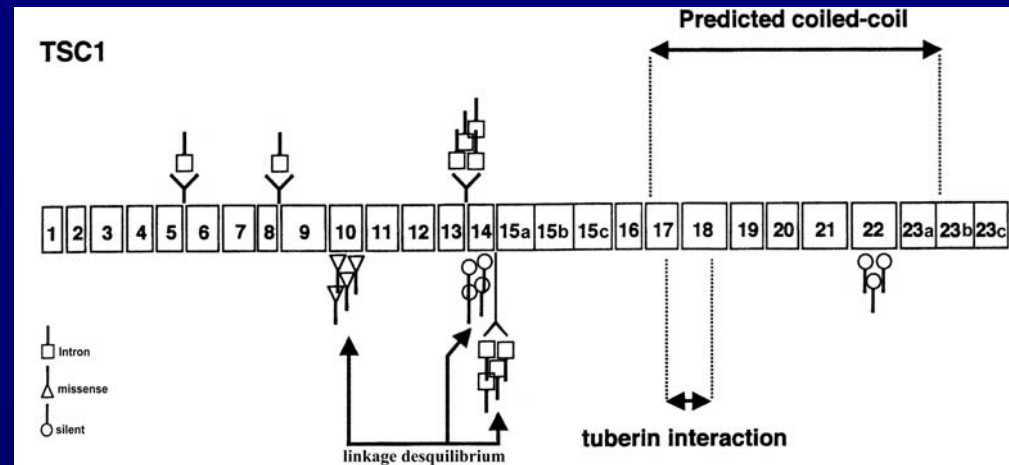 Predicted coiled-coil
TSC1
1 2 3 4 5 6 7 8 9 10 11 12 13 14 15a 15b 15c 16 17 18 19 20 21 22 23a 23b 23c
Intron
missense
silent
linkage desquilibrium
tuberin interaction